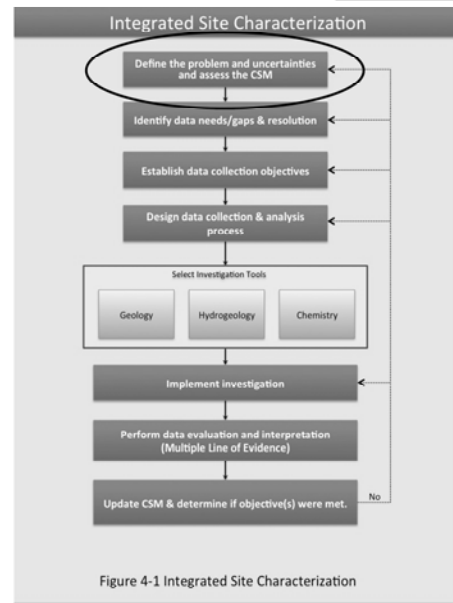 Integrated Site Characterization
Define the problem and uncertainties
and assess the CSM
Identify data needs/gaps & resolution
Establish data collection objectives
Design data collection & analysis
process
Select Investigation Tools
Geology
Hydrogeology
Chemistry
Implement investigation
Perform data evaluation and interpretation
(Multiple Line of Evidence)
Update CSM & determine if objective(s) were met.
No
Figure 4-1 Integrated Site Characterization